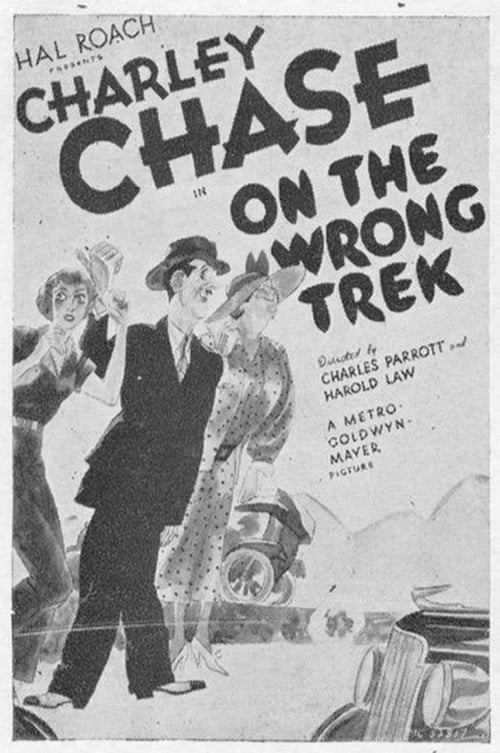 HAL ROACH
PRESENTS
CHARLEY
CHASE
IN
ON THE
WRONG
TREK
Directed by
CHARLES PARROTT and
HAROLD LAW
A METRO-
GOLDWYN-
MAYER
PICTURE